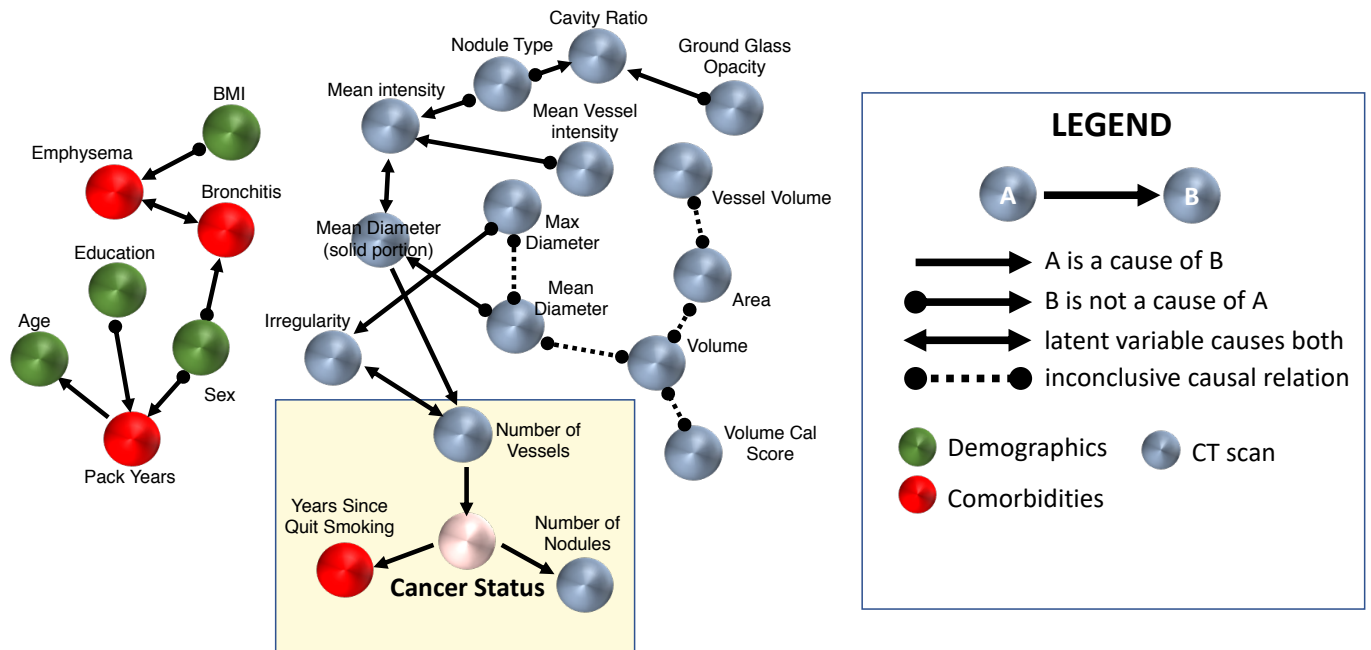 Cavity Ratio
Nodule Type
Ground Glass
Opacity
BMI
Mean intensity
Mean Vessel
intensity
Emphysema
Bronchitis
Vessel Volume
Max
Diameter
Mean Diameter
(solid portion)
Education
Mean
Diameter
Area
Age
Irregularity
Volume
Sex
Number of
Vessels
Volume Cal
Score
Pack Years
Years Since
Quit Smoking
Number of
Nodules
Cancer Status
LEGEND
A
B
A is a cause of B
B is not a cause of A
latent variable causes both
inconclusive causal relation
Demographics
CT scan
Comorbidities